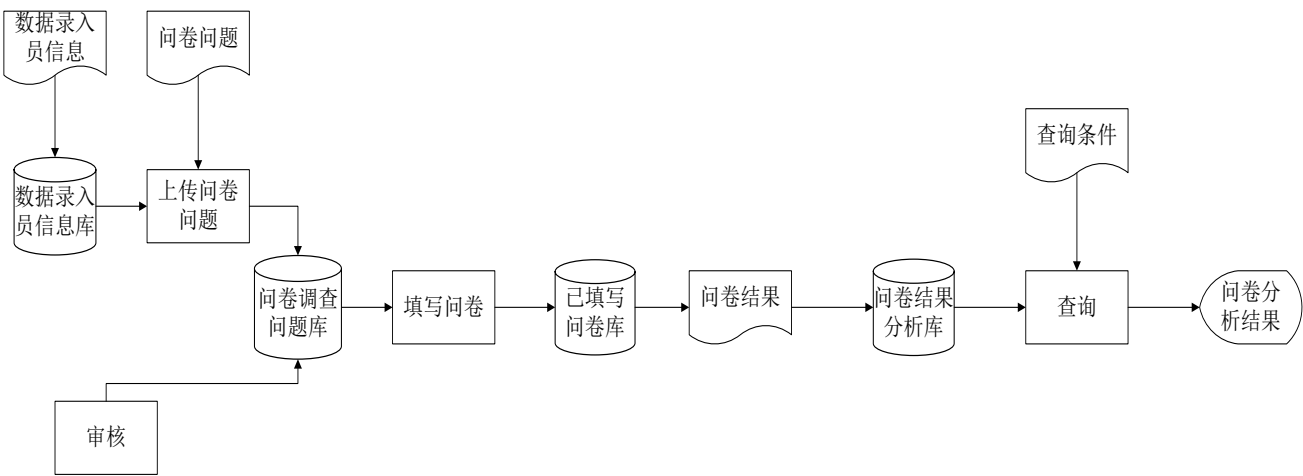 数据录入
员信息
问卷问题
查询条件
数据录入
员信息库
上传问卷
问题
问卷调查
问题库
填写问卷
已填写
问卷库
问卷结果
问卷结果
分析库
查询
问卷分
析结果
审核